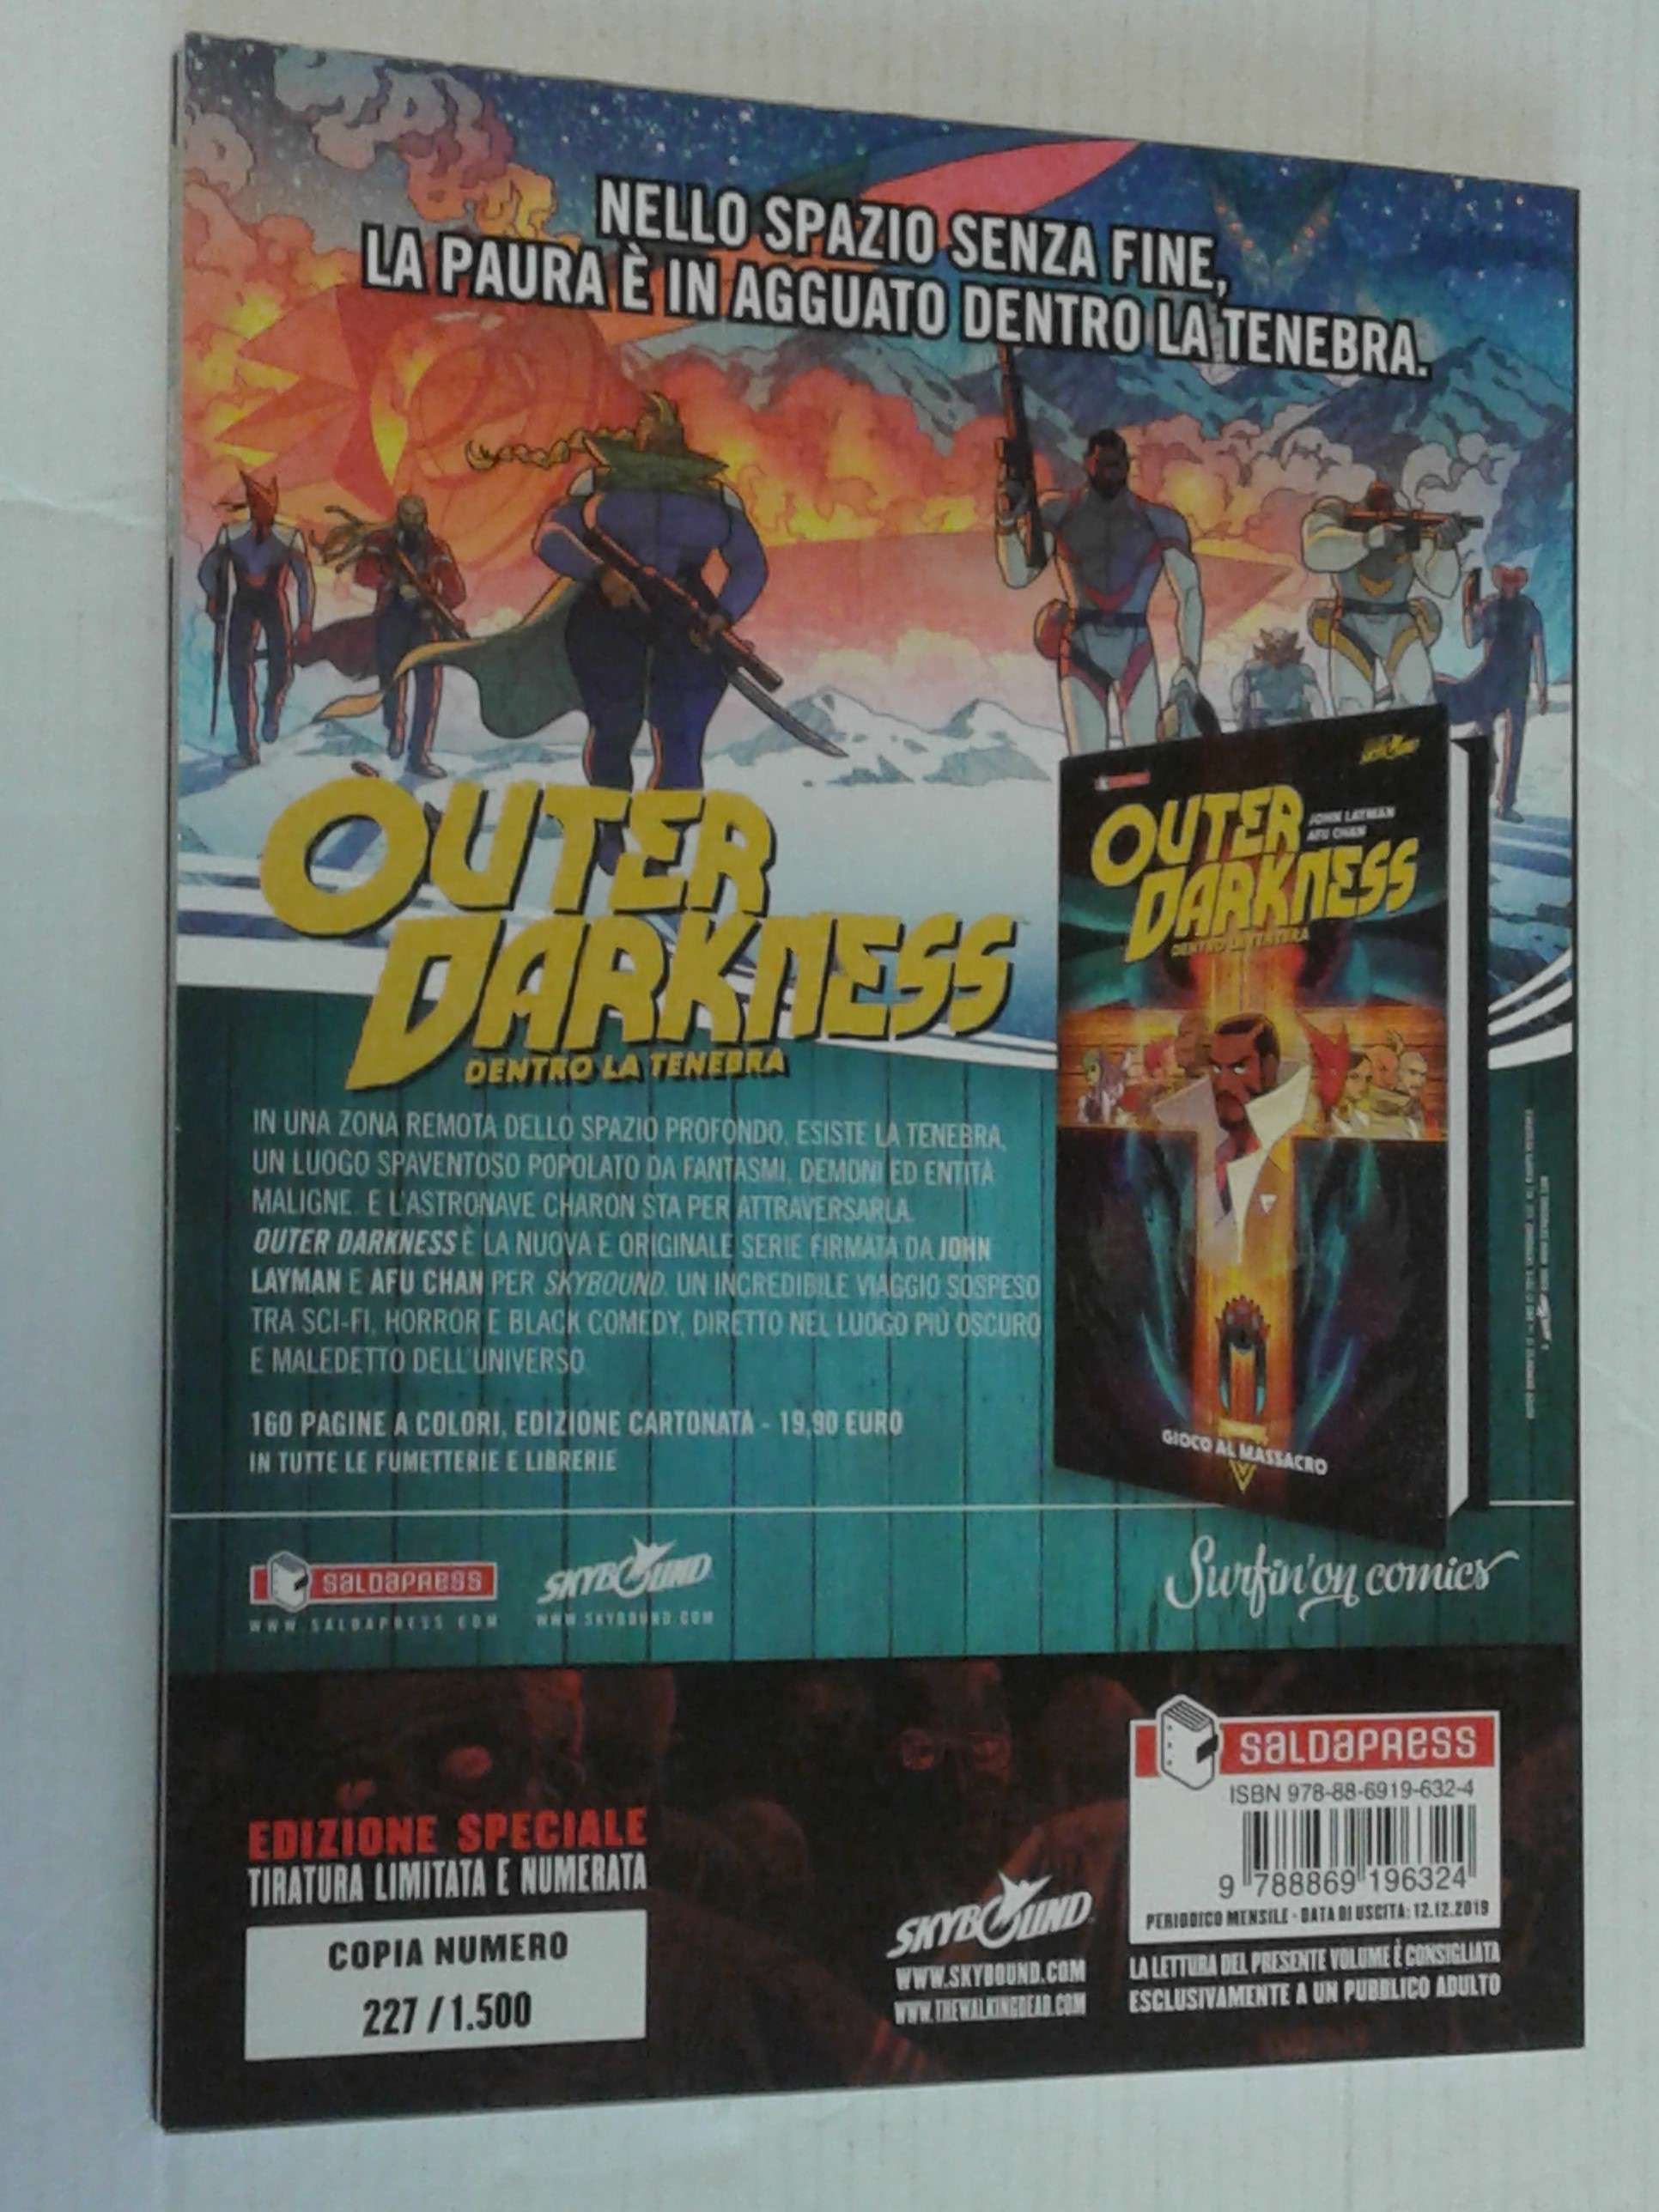 NELLO SPAZIO SENZA FINE,
LA PAURA È IN AGGUATO DENTRO LA TENEBRA.
OUTER
DARKNESS
DENTRO LA TENEBRA
OUTER
JOHN LAYMAN
AFU CHAN
DARKNESS
DENTRO LA TENEBRA
GIOCO AL MASSACRO
IN UNA ZONA REMOTA DELLO SPAZIO PROFONDO, ESISTE LA TENEBRA,
UN LUOGO SPAVENTOSO POPOLATO DA FANTASMI, DEMONI ED ENTITÀ
MALIGNE. E L'ASTRONAVE CHARON STA PER ATTRAVERSARLA.
OUTER DARKNESS È LA NUOVA E ORIGINALE SERIE FIRMATA DA JOHN
LAYMAN E AFU CHAN PER SKYBOUND. UN INCREDIBILE VIAGGIO SOSPESO
TRA SCI-FI, HORROR E BLACK COMEDY, DIRETTO NEL LUOGO PIÙ OSCURO
E MALEDETTO DELL'UNIVERSO.
160 PAGINE A COLORI, EDIZIONE CARTONATA - 19,90 EURO
IN TUTTE LE FUMETTERIE E LIBRERIE
SALDAPRESS
WWW.SALDAPRESS.COM
SKYBOUND
WWW.SKYBOUND.COM
Surfin'on comics
EDIZIONE SPECIALE
TIRATURA LIMITATA E NUMERATA
COPIA NUMERO
227 / 1.500
SKYBOUND
WWW.SKYBOUND.COM
WWW.THEWALKINGDEAD.COM
SALDAPRESS
ISBN 978-88-6919-632-4
9 788869 196324
PERIODICO MENSILE - DATA DI USCITA: 12.12.2019
LA LETTURA DEL PRESENTE VOLUME È CONSIGLIATA
ESCLUSIVAMENTE A UN PUBBLICO ADULTO